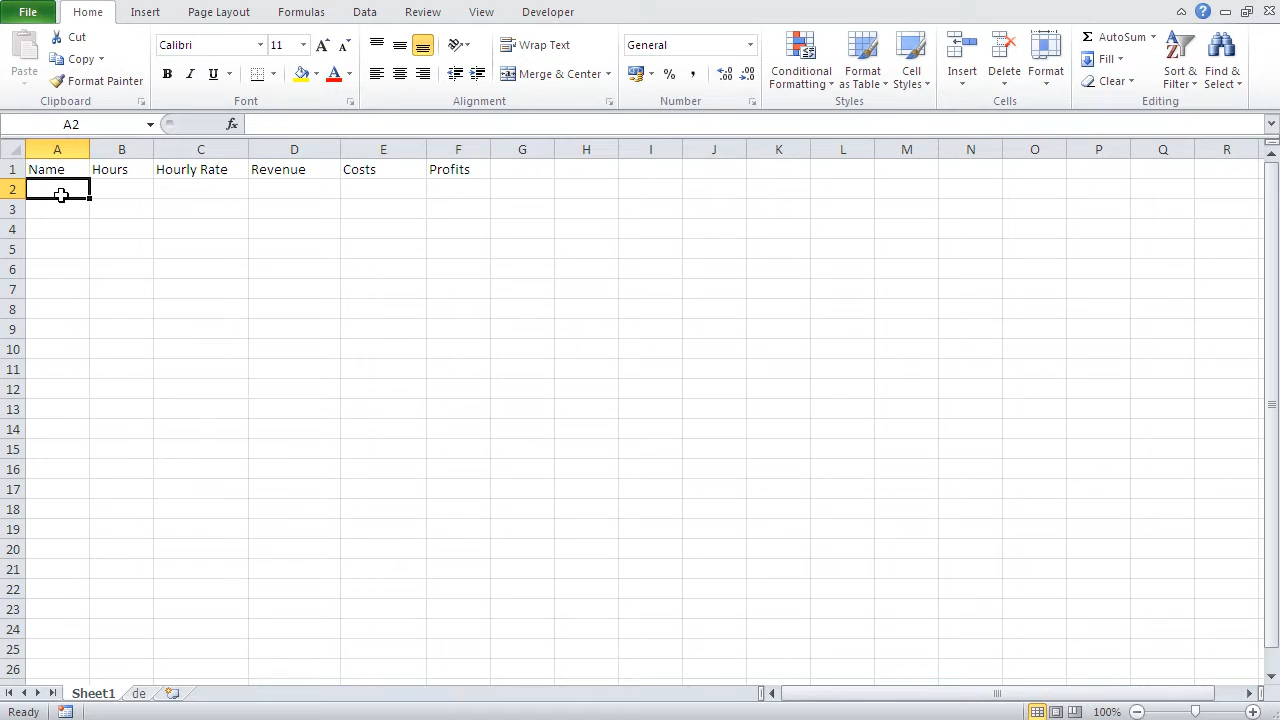 File Home Insert Page Layout Formulas Data Review View Developer
Cut Calibri 11 Wrap Text General AutoSum
Copy Fill
Paste Format Painter B I U Merge & Center % , Conditional Formatting Format as Table Cell Styles Insert Delete Format Clear Sort & Filter Find & Select
Clipboard Font Alignment Number Styles Cells Editing
A2 fx
A B C D E F G H I J K L M N O P Q R
1 Name Hours Hourly Rate Revenue Costs Profits
2
3
4
5
6
7
8
9
10
11
12
13
14
15
16
17
18
19
20
21
22
23
24
25
26
Sheet1 de
Ready 100%